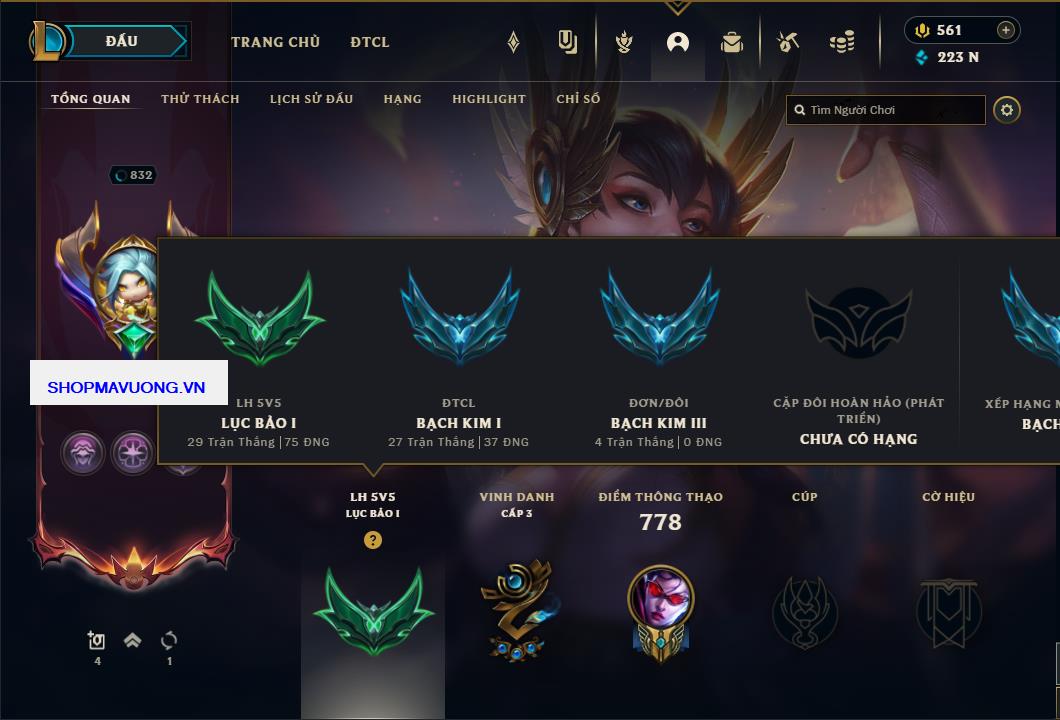 ĐẤU
TRANG CHỦ
ĐTCL
561
223 N
TỔNG QUAN
THỬ THÁCH
LỊCH SỬ ĐẤU
HẠNG
HIGHLIGHT
CHỈ SỐ
Tìm Người Chơi
832
SHOPMAVUONG.VN
LH 5V5
LỤC BẢO I
29 Trận Thắng | 75 ĐNG
ĐTCL
BẠCH KIM I
27 Trận Thắng | 37 ĐNG
ĐƠN/ĐÔI
BẠCH KIM III
4 Trận Thắng | 0 ĐNG
CẶP ĐÔI HOÀN HẢO (PHÁT
TRIỂN)
CHƯA CÓ HẠNG
XẾP HẠNG
BẠCH
LH 5V5
LỤC BẢO I
?
VINH DANH
CẤP 3
ĐIỂM THÔNG THẠO
778
CÚP
CỜ HIỆU
4
1